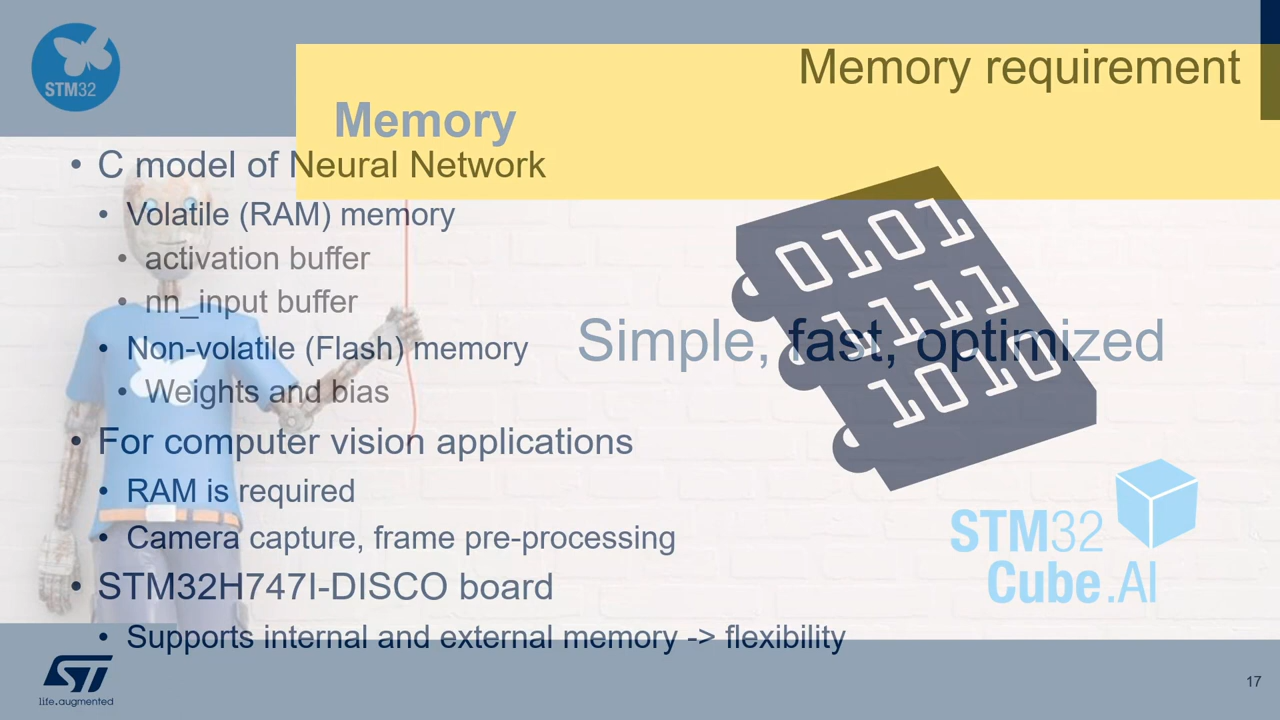 STM32
Memory requirement
Memory
• C model of Neural Network
• Volatile (RAM) memory
• activation buffer
• nn_input buffer
• Non-volatile (Flash) memory
• Weights and bias
• For computer vision applications
• RAM is required
• Camera capture, frame pre-processing
• STM32H747I-DISCO board
• Supports internal and external memory -> flexibility
0101
1111
1010
Simple, fast, optimized
STM32
Cube.AI
ST
life.augmented
17